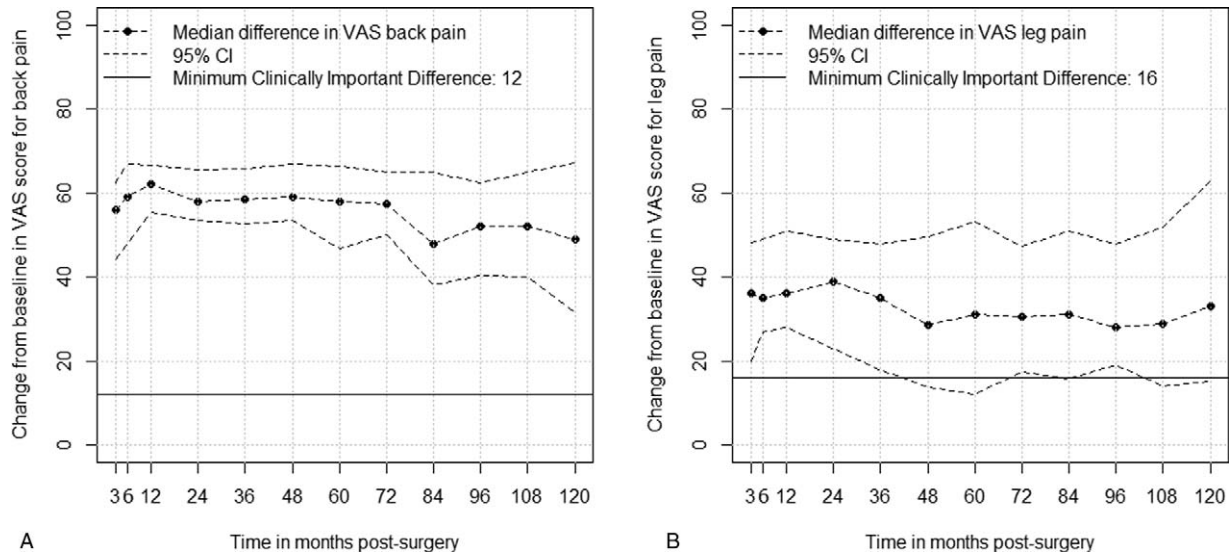 Change from baseline in VAS score for back pain
100
80
60
40
20
0
Median difference in VAS back pain
95% CI
Minimum Clinically Important Difference: 12
3 6 12 24 36 48 60 72 84 96 108 120
A Time in months post-surgery
Change from baseline in VAS score for leg pain
100
80
60
40
20
0
Median difference in VAS leg pain
95% CI
Minimum Clinically Important Difference: 16
3 6 12 24 36 48 60 72 84 96 108 120
B Time in months post-surgery